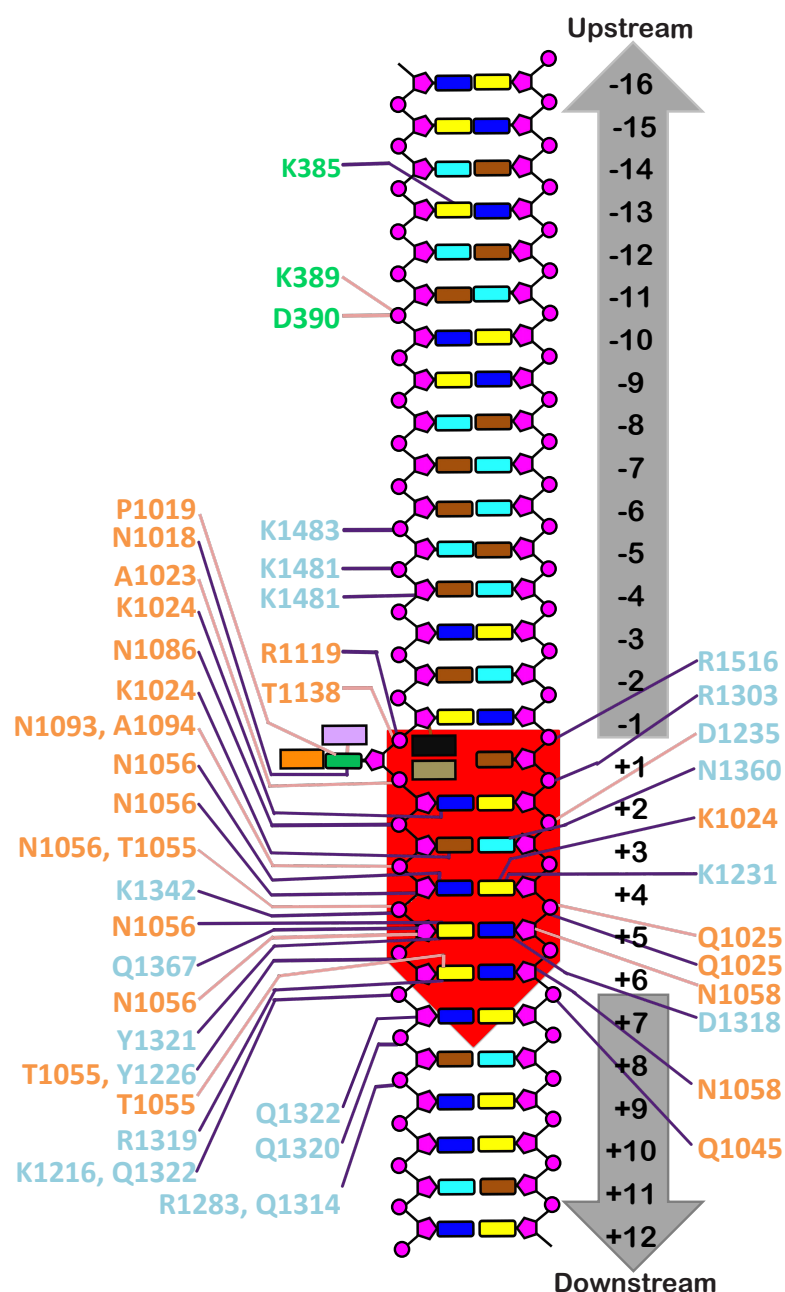 Upstream
-16
-15
K385
-14
-13
-12
K389
-11
D390
-10
-9
-8
-7
P1019
-6
K1483
N1018
-5
K1481
A1023
-4
K1481
K1024
-3
N1086
R1119
R1516
-2
K1024
T1138
R1303
-1
N1093, A1094
D1235
N1056
+1
N1360
N1056
+2
K1024
N1056, T1055
+3
K1231
K1342
+4
N1056
+5
Q1025
Q1367
Q1025
N1056
+6
N1058
Y1321
+7
D1318
T1055, Y1226
+8
N1058
T1055
Q1322
+9
R1319
Q1320
+10
Q1045
K1216, Q1322
+11
R1283, Q1314
+12
Downstream